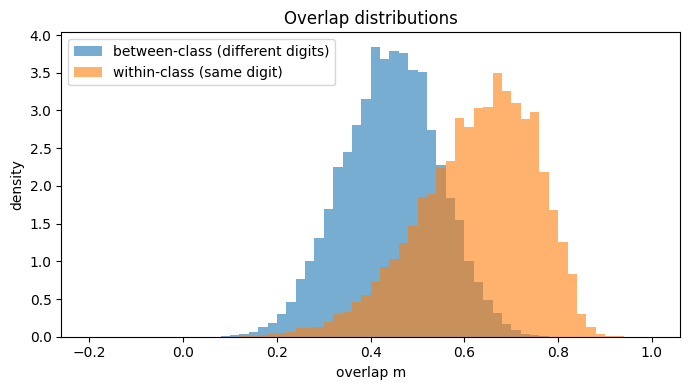 Overlap distributions
between-class (different digits)
within-class (same digit)
density
4.0
3.5
3.0
2.5
2.0
1.5
1.0
0.5
0.0
−0.2 0.0 0.2 0.4 0.6 0.8 1.0
overlap m